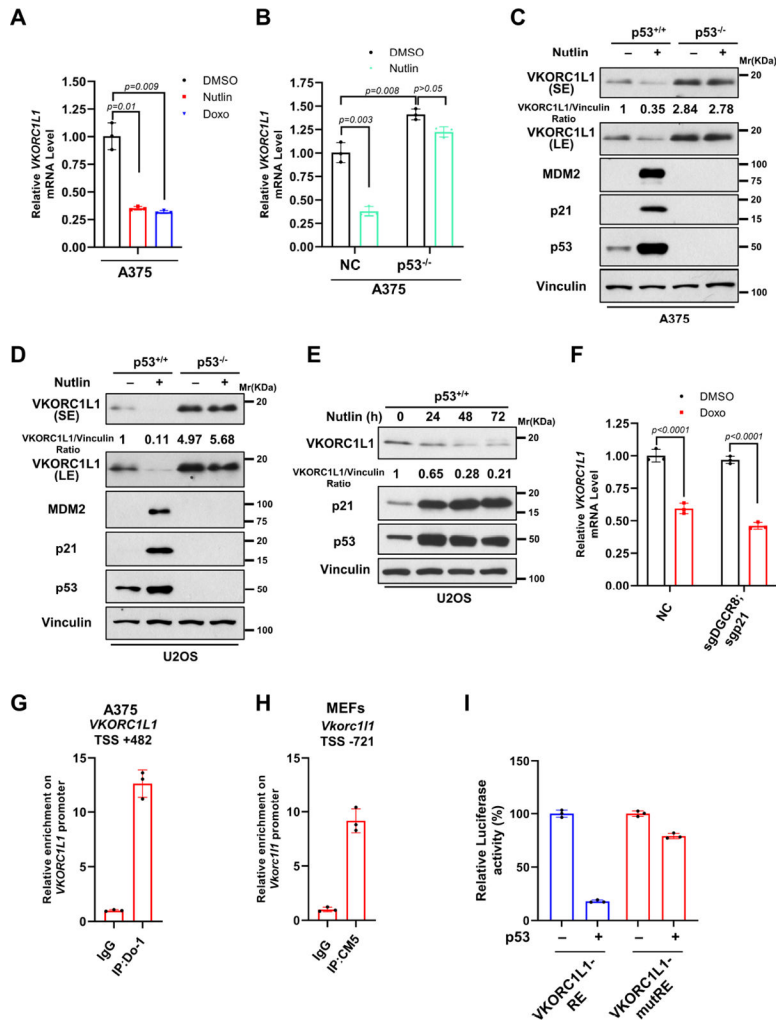 A
DMSO
Nutlin
Doxo
p=0.009
p=0.01
1.50
1.25
1.00
0.75
0.50
0.25
0.00
Relative VKORC1L1
mRNA Level
A375
B
DMSO
Nutlin
p=0.008
p>0.05
p=0.003
1.75
1.50
1.25
1.00
0.75
0.50
0.25
0.00
Relative VKORC1L1
mRNA Level
NC
p53-/-
A375
C
p53+/+
p53-/-
Nutlin
– + – +
Mr(KDa)
VKORC1L1
(SE)
20
VKORC1L1/Vinculin
Ratio
1 0.35 2.84 2.78
VKORC1L1
(LE)
20
MDM2
100
75
p21
20
15
p53
50
Vinculin
100
A375
D
p53+/+
p53-/-
Nutlin
– + – +
Mr(KDa)
VKORC1L1
(SE)
20
VKORC1L1/Vinculin
Ratio
1 0.11 4.97 5.68
VKORC1L1
(LE)
20
MDM2
100
75
p21
20
15
p53
50
Vinculin
100
U2OS
E
p53+/+
Nutlin (h) 0 24 48 72
Mr(KDa)
VKORC1L1
20
VKORC1L1/Vinculin
Ratio
1 0.65 0.28 0.21
p21
20
15
p53
50
Vinculin
100
U2OS
F
DMSO
Doxo
p<0.0001
p<0.0001
1.25
1.00
0.75
0.50
0.25
0.00
Relative VKORC1L1
mRNA Level
NC
sgDGCR8;
sgp21
G
A375
VKORC1L1
TSS +482
15
10
5
0
Relative enrichment on
VKORC1L1 promoter
IgG
IP:Do-1
H
MEFs
Vkorc1l1
TSS -721
15
10
5
0
Relative enrichment on
Vkorc1l1 promoter
IgG
IP:CM5
I
150
100
50
0
Relative Luciferase
activity (%)
p53 – + – +
VKORC1L1-
RE
VKORC1L1-
mutRE